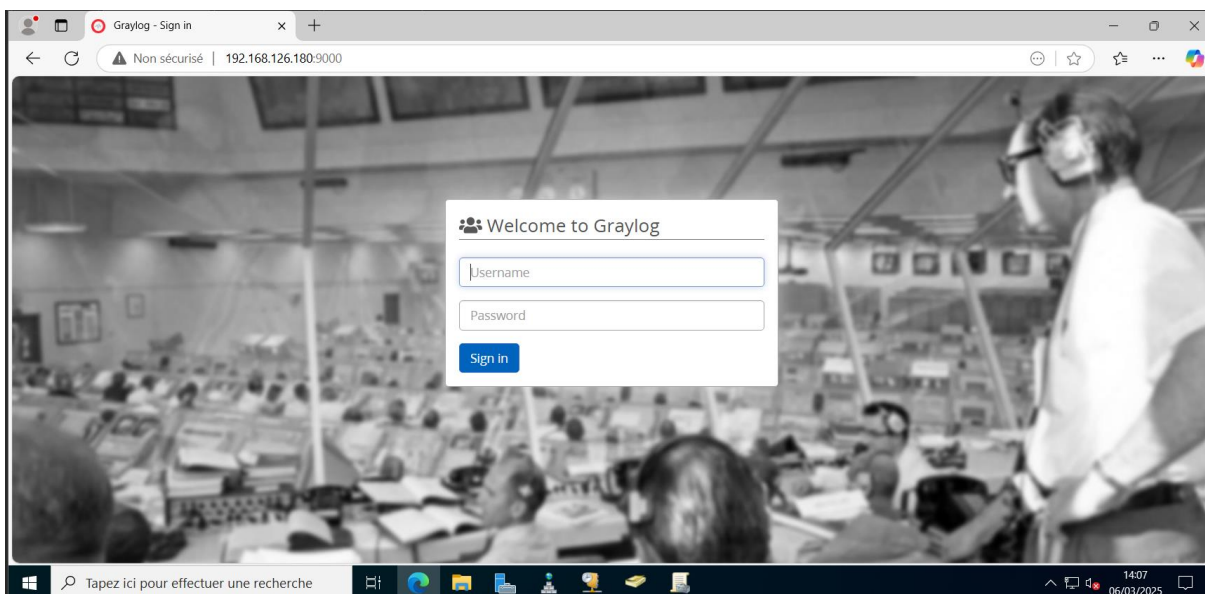 Graylog - Sign in
Non sécurisé | 192.168.126.180:9000
Welcome to Graylog
Username
Password
Sign in
Tapez ici pour effectuer une recherche
14:07
06/03/2025